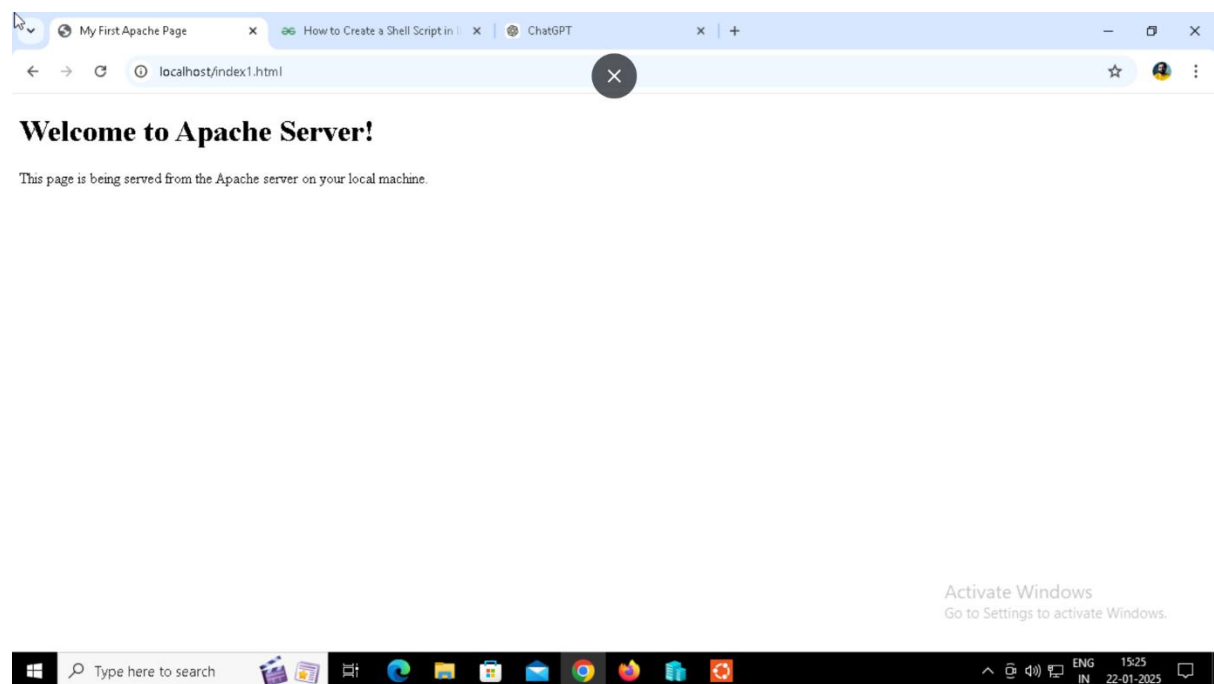 My First Apache Page
How to Create a Shell Script in
ChatGPT
localhost/index1.html
Welcome to Apache Server!
This page is being served from the Apache server on your local machine.
Activate Windows
Go to Settings to activate Windows.
Type here to search
ENG
IN
15:25
22-01-2025